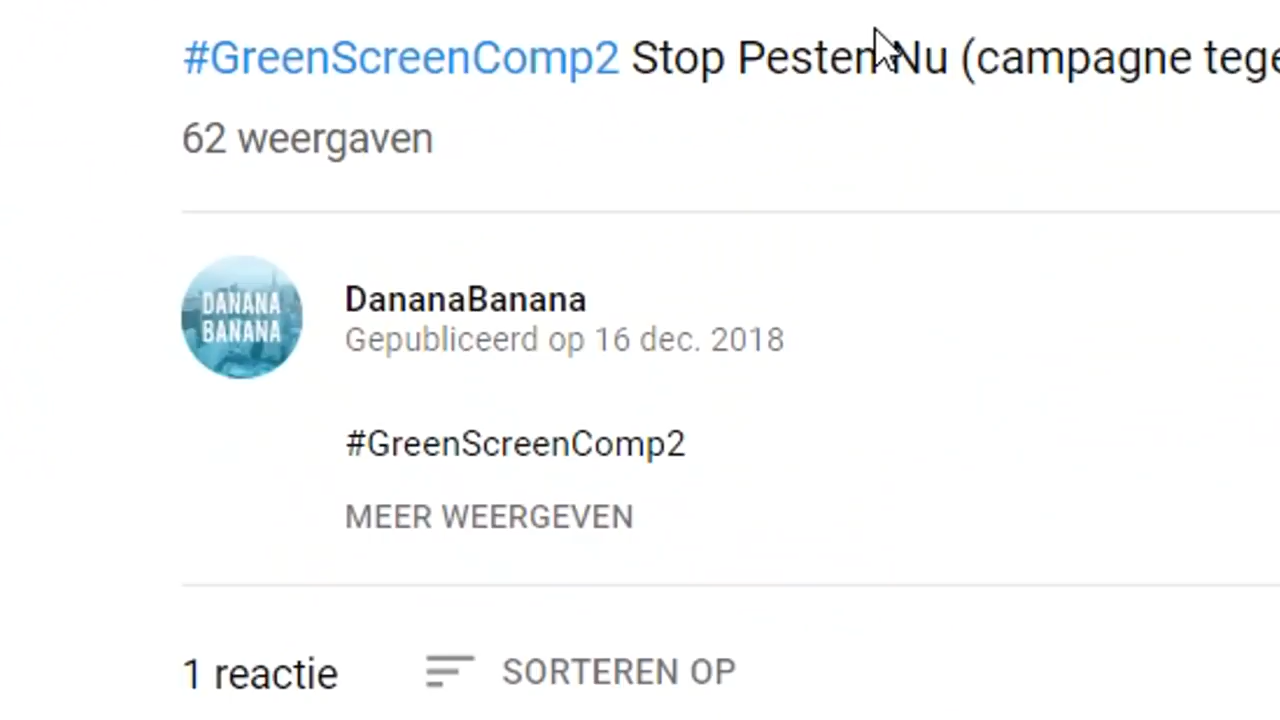 #GreenScreenComp2 Stop Pesten Nu (campagne tege
62 weergaven
DANANA
BANANA
DananaBanana
Gepubliceerd op 16 dec. 2018
#GreenScreenComp2
MEER WEERGEVEN
1 reactie SORTEREN OP